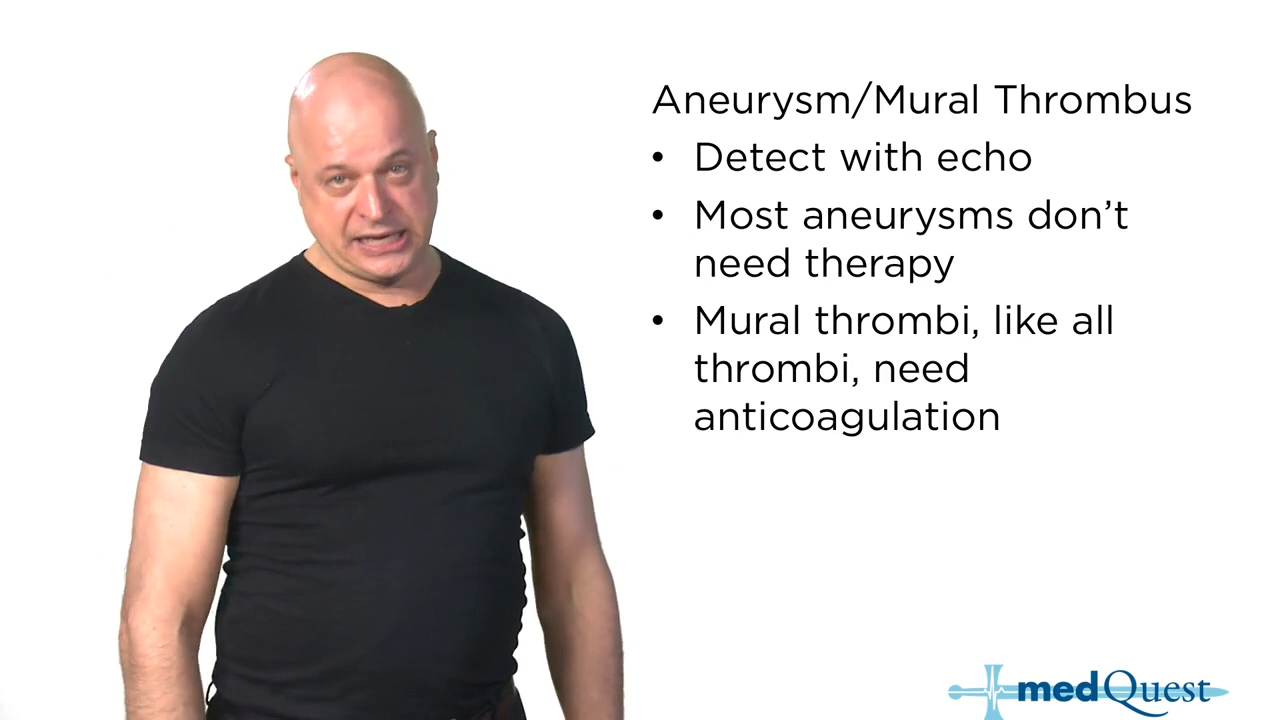 Aneurysm/Mural Thrombus
• Detect with echo
• Most aneurysms don’t
need therapy
• Mural thrombi, like all
thrombi, need
anticoagulation
medQuest